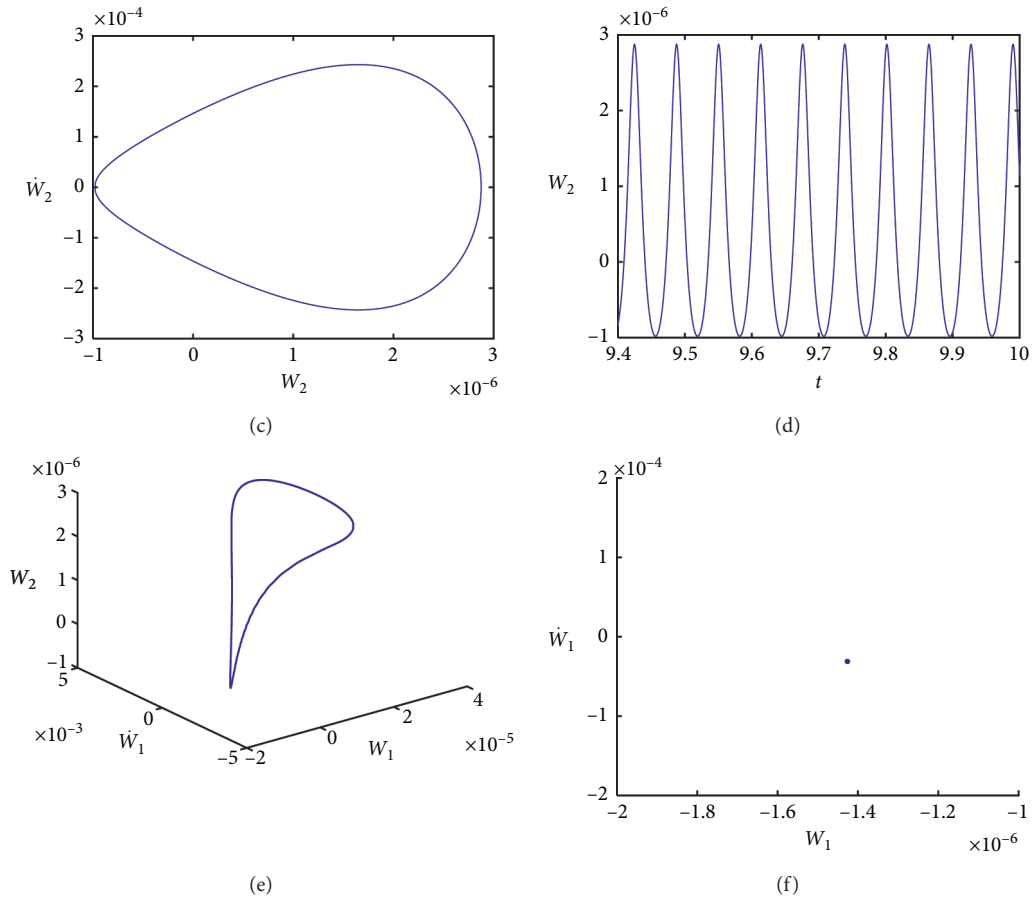 ×10⁻⁴
3
2
1
0
−1
−2
−3
Ẇ₂
−1 0 1 2 3
×10⁻⁶
W₂
(c)
×10⁻⁶
3
2
1
0
−1
W₂
9.4 9.5 9.6 9.7 9.8 9.9 10
t
(d)
×10⁻⁶
3
2
1
0
−1
W₂
5
0
−5
×10⁻³
Ẇ₁
−2
0
2
4
W₁
×10⁻⁵
(e)
×10⁻⁴
2
1
0
−1
−2
Ẇ₁
−2 −1.8 −1.6 −1.4 −1.2 −1
W₁
×10⁻⁶
(f)